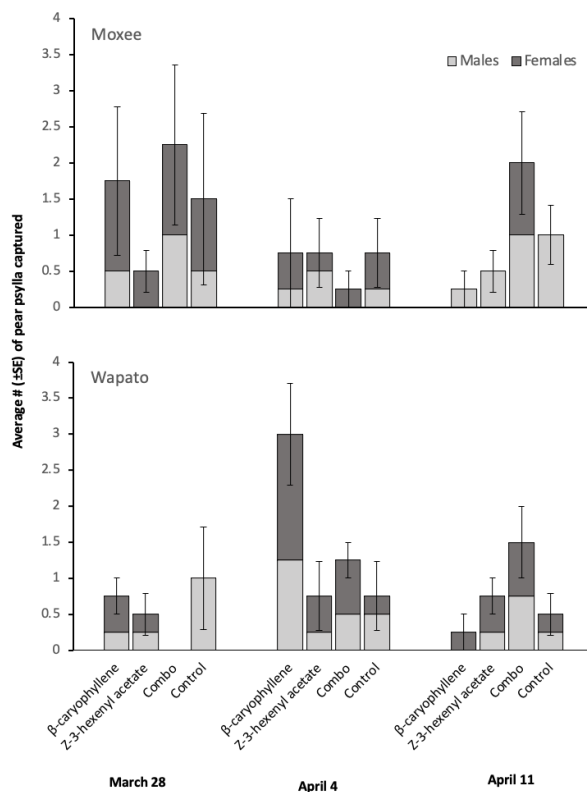 Moxee
Males Females
4
3.5
3
2.5
2
1.5
1
0.5
0
Average # (±SE) of pear psylla captured
Wapato
4
3.5
3
2.5
2
1.5
1
0.5
0
β-caryophyllene
Z-3-hexenyl acetate
Combo
Control
β-caryophyllene
Z-3-hexenyl acetate
Combo
Control
β-caryophyllene
Z-3-hexenyl acetate
Combo
Control
March 28 April 4 April 11